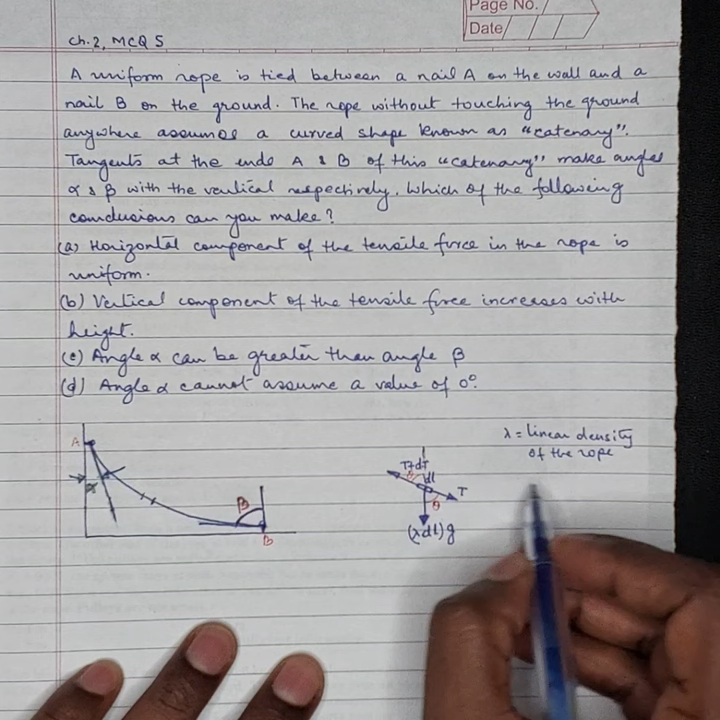 Page No.
Date
Ch. 2, MCQ 5
A uniform rope is tied between a nail A on the wall and a
nail B on the ground. The rope without touching the ground
anywhere assumes a curved shape known as "catenary".
Tangents at the ends A & B of this "catenary" make angles
α & β with the vertical respectively. Which of the following
conclusions can you make?
(a) Horizontal component of the tensile force in the rope is
uniform.
(b) Vertical component of the tensile force increases with
height.
(c) Angle α can be greater than angle β
(d) Angle α cannot assume a value of 0°.
λ = linear density
of the rope
A
T+dT
θ
dl
T
α
β
θ
(λdl)g
B